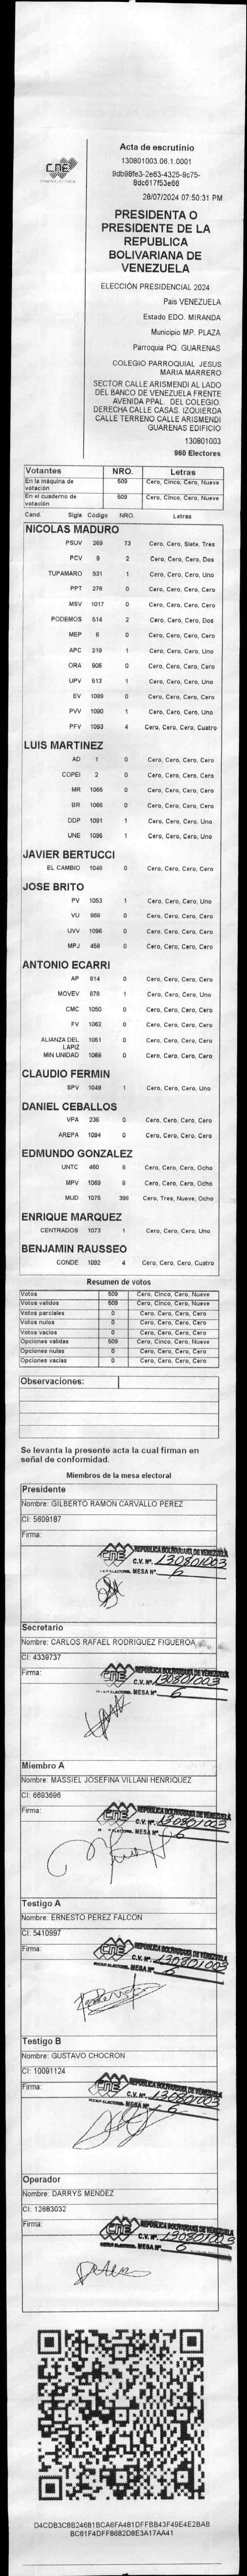 CNE
Acta de escrutinio
130801003.06.1.0001
9db98fe3-2e63-4325-9c75-
8dc617f53e66
28/07/2024 07:50:31 PM
PRESIDENTA O
PRESIDENTE DE LA
REPUBLICA
BOLIVARIANA DE
VENEZUELA
ELECCIÓN PRESIDENCIAL 2024
País VENEZUELA
Estado EDO. MIRANDA
Municipio MP. PLAZA
Parroquia PQ. GUARENAS
COLEGIO PARROQUIAL JESUS
MARIA MARRERO
SECTOR CALLE ARISMENDI AL LADO
DEL BANCO DE VENEZUELA FRENTE
AVENIDA PPAL. DEL COLEGIO.
DERECHA CALLE CASAS. IZQUIERDA
CALLE TERRENO CALLE ARISMENDI
GUARENAS EDIFICIO
130801003
960 Electores
Votantes NRO. Letras
En la máquina de votación 509 Cero, Cinco, Cero, Nueve
En el cuaderno de votación 509 Cero, Cinco, Cero, Nueve
Cand. Sigla Código NRO. Letras
NICOLAS MADURO
PSUV 269 73 Cero, Cero, Siete, Tres
PCV 9 2 Cero, Cero, Cero, Dos
TUPAMARO 931 1 Cero, Cero, Cero, Uno
PPT 276 0 Cero, Cero, Cero, Cero
MSV 1017 0 Cero, Cero, Cero, Cero
PODEMOS 514 2 Cero, Cero, Cero, Dos
MEP 6 0 Cero, Cero, Cero, Cero
APC 219 1 Cero, Cero, Cero, Uno
ORA 906 0 Cero, Cero, Cero, Cero
UPV 613 1 Cero, Cero, Cero, Uno
EV 1089 0 Cero, Cero, Cero, Cero
PVV 1090 1 Cero, Cero, Cero, Uno
PFV 1093 4 Cero, Cero, Cero, Cuatro
LUIS MARTINEZ
AD 1 0 Cero, Cero, Cero, Cero
COPEI 2 0 Cero, Cero, Cero, Cero
MR 1065 0 Cero, Cero, Cero, Cero
BR 1066 0 Cero, Cero, Cero, Cero
DDP 1091 1 Cero, Cero, Cero, Uno
UNE 1095 1 Cero, Cero, Cero, Uno
JAVIER BERTUCCI
EL CAMBIO 1048 0 Cero, Cero, Cero, Cero
JOSE BRITO
PV 1053 1 Cero, Cero, Cero, Uno
VU 968 0 Cero, Cero, Cero, Cero
UVV 1096 0 Cero, Cero, Cero, Cero
MPJ 458 0 Cero, Cero, Cero, Cero
ANTONIO ECARRI
AP 814 0 Cero, Cero, Cero, Cero
MOVEV 878 1 Cero, Cero, Cero, Uno
CMC 1050 0 Cero, Cero, Cero, Cero
FV 1062 0 Cero, Cero, Cero, Cero
ALIANZA DEL LAPIZ 1051 0 Cero, Cero, Cero, Cero
MIN UNIDAD 1068 0 Cero, Cero, Cero, Cero
CLAUDIO FERMIN
SPV 1049 1 Cero, Cero, Cero, Uno
DANIEL CEBALLOS
VPA 236 0 Cero, Cero, Cero, Cero
AREPA 1094 0 Cero, Cero, Cero, Cero
EDMUNDO GONZALEZ
UNTC 460 8 Cero, Cero, Cero, Ocho
MPV 1069 8 Cero, Cero, Cero, Ocho
MUD 1075 398 Cero, Tres, Nueve, Ocho
ENRIQUE MARQUEZ
CENTRADOS 1073 1 Cero, Cero, Cero, Uno
BENJAMIN RAUSSEO
CONDE 1092 4 Cero, Cero, Cero, Cuatro
Resumen de votos
Votos 509 Cero, Cinco, Cero, Nueve
Votos validos 509 Cero, Cinco, Cero, Nueve
Votos parciales 0 Cero, Cero, Cero, Cero
Votos nulos 0 Cero, Cero, Cero, Cero
Votos vacíos 0 Cero, Cero, Cero, Cero
Opciones validas 509 Cero, Cinco, Cero, Nueve
Opciones nulas 0 Cero, Cero, Cero, Cero
Opciones vacías 0 Cero, Cero, Cero, Cero
Observaciones:
Se levanta la presente acta la cual firman en
señal de conformidad.
Miembros de la mesa electoral
Presidente
Nombre: GILBERTO RAMON CARVALLO PEREZ
CI: 5609187
Firma:
CNE REPÚBLICA BOLIVARIANA DE VENEZUELA
C.V. Nº. 130801003
MESA Nº 6
Secretario
Nombre: CARLOS RAFAEL RODRIGUEZ FIGUEROA
CI: 4339737
Firma:
CNE REPÚBLICA BOLIVARIANA DE VENEZUELA
C.V. Nº. 130801003
MESA Nº 6
Miembro A
Nombre: MASSIEL JOSEFINA VILLANI HENRIQUEZ
CI: 6693696
Firma:
CNE REPÚBLICA BOLIVARIANA DE VENEZUELA
C.V. Nº. 130801003
MESA Nº 6
Testigo A
Nombre: ERNESTO PEREZ FALCON
CI: 5410997
Firma:
CNE REPÚBLICA BOLIVARIANA DE VENEZUELA
C.V. Nº. 130801003
MESA Nº 6
Testigo B
Nombre: GUSTAVO CHOCRON
CI: 10091124
Firma:
CNE REPÚBLICA BOLIVARIANA DE VENEZUELA
C.V. Nº. 130801003
MESA Nº 6
Operador
Nombre: DARRYS MENDEZ
CI: 12683032
Firma:
CNE REPÚBLICA BOLIVARIANA DE VENEZUELA
C.V. Nº. 130801003
MESA Nº 6
D4CDB3C8B24681BCA6FA481DFFBB43F49E4E2BAB
BC61F4DFF8682D8E3A17AA41